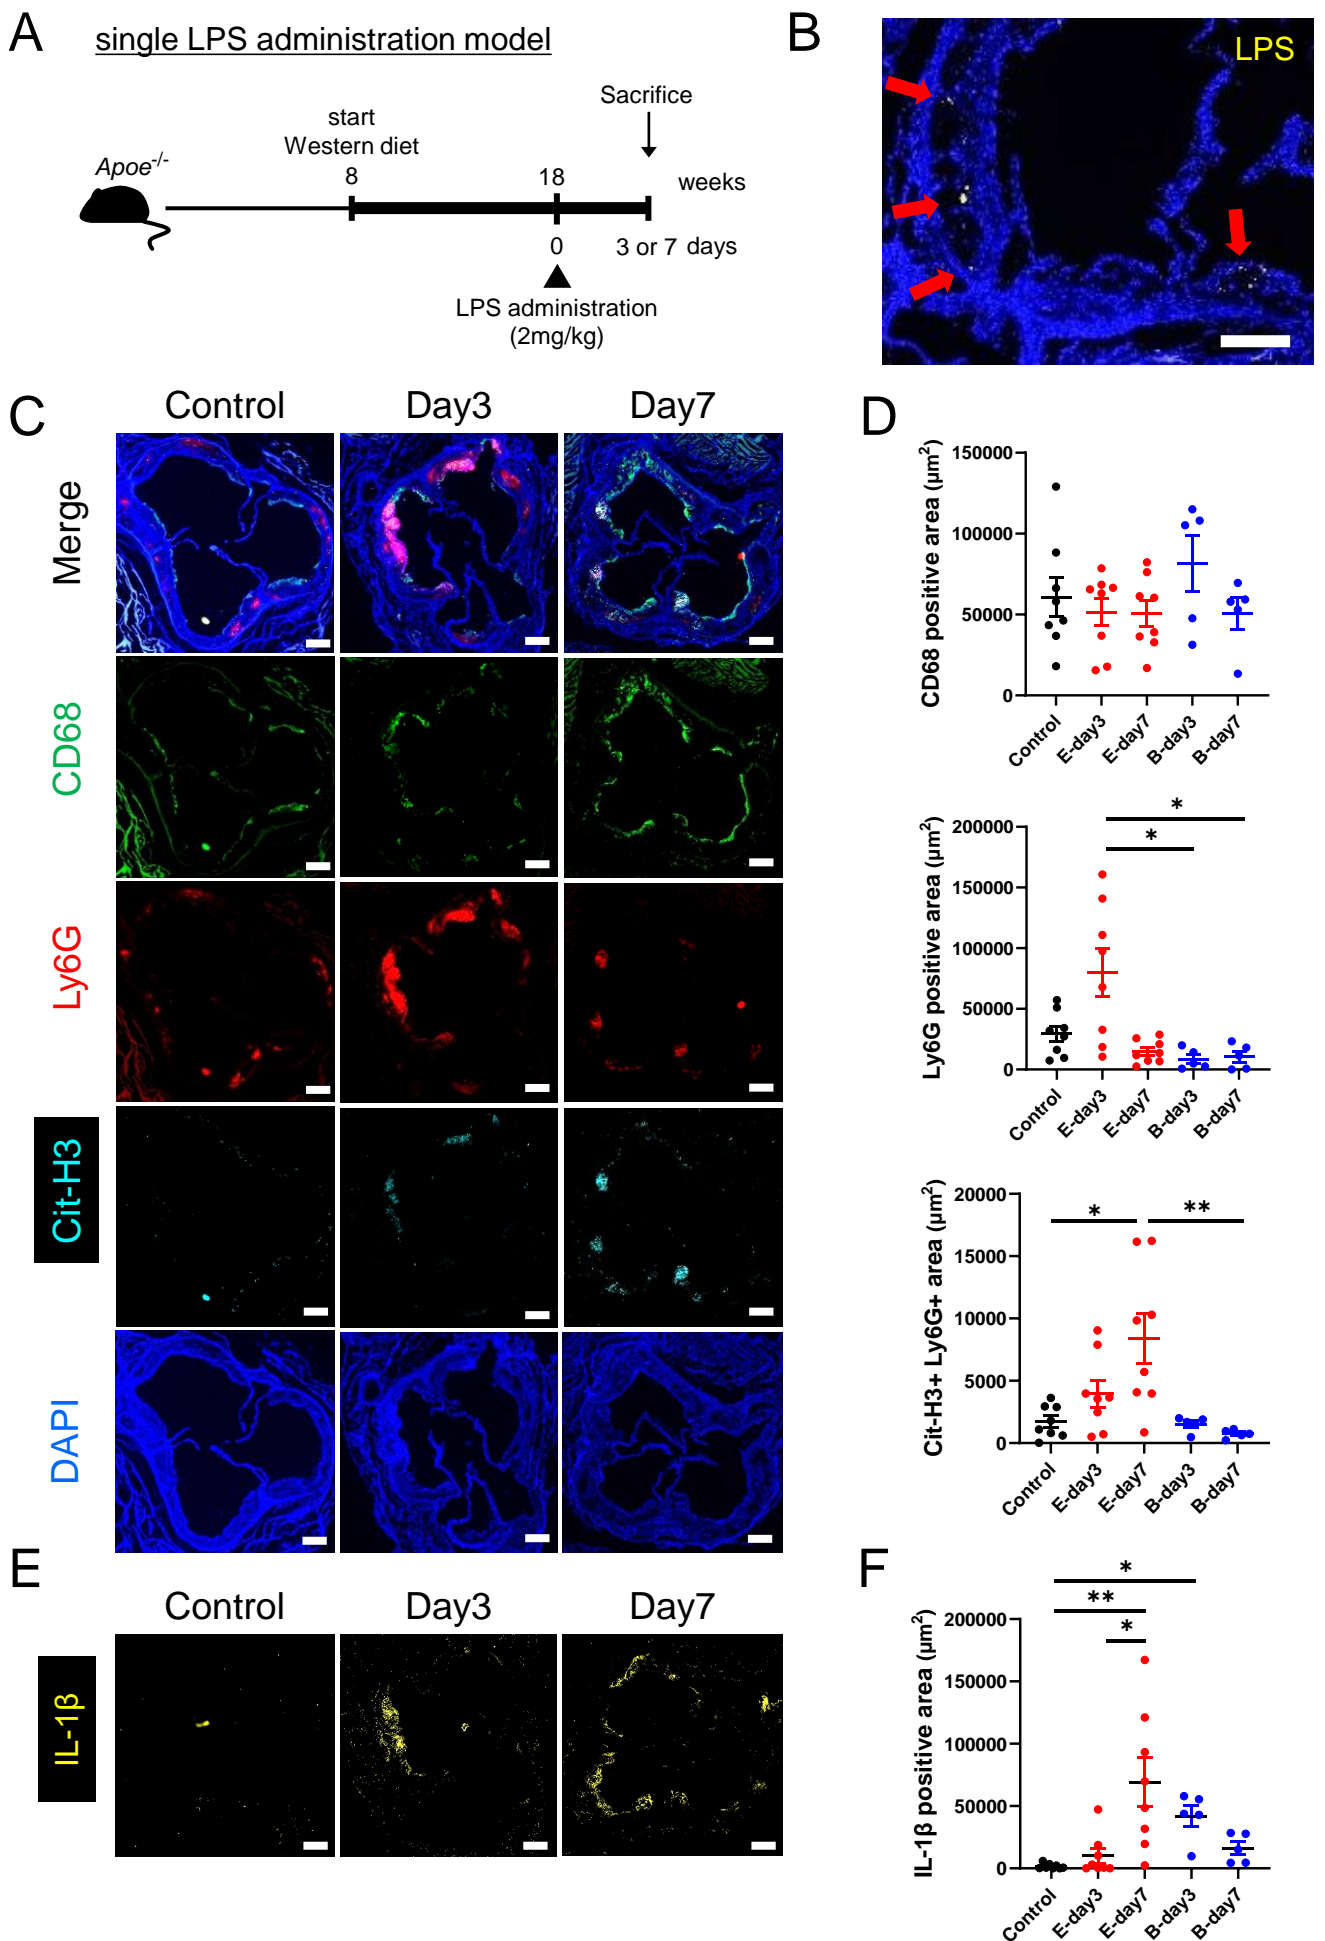 A
single LPS administration model
Apoe-/-
start
Western diet
8
18
Sacrifice
weeks
0
3 or 7 days
LPS administration
(2mg/kg)
B
LPS
C
Control
Day3
Day7
Merge
CD68
Ly6G
Cit-H3
DAPI
D
CD68 positive area (µm²)
150000
100000
50000
0
Control
E-day3
E-day7
B-day3
B-day7
Ly6G positive area (µm²)
*
*
200000
150000
100000
50000
0
Control
E-day3
E-day7
B-day3
B-day7
Cit-H3+ Ly6G+ area (µm²)
20000
*
**
15000
10000
5000
0
Control
E-day3
E-day7
B-day3
B-day7
E
Control
Day3
Day7
IL-1β
F
IL-1β positive area (µm²)
*
**
*
200000
150000
100000
50000
0
Control
E-day3
E-day7
B-day3
B-day7